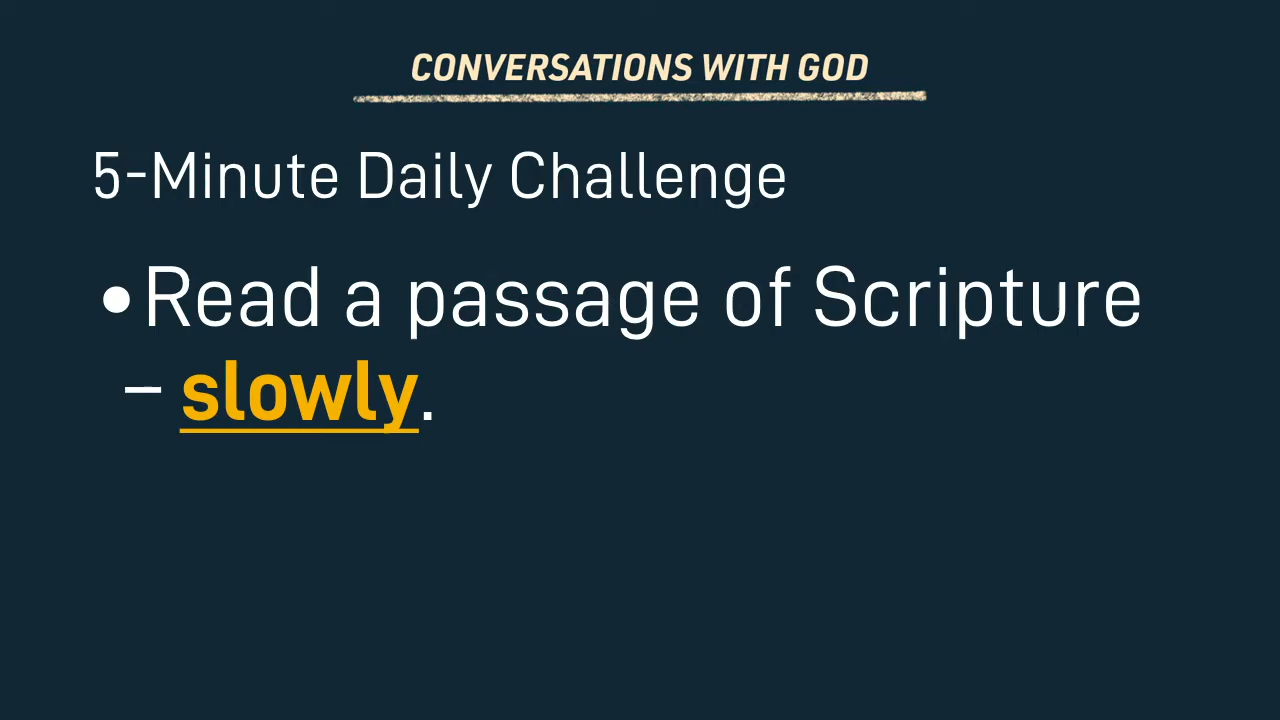 CONVERSATIONS WITH GOD
5-Minute Daily Challenge
•Read a passage of Scripture
– slowly.